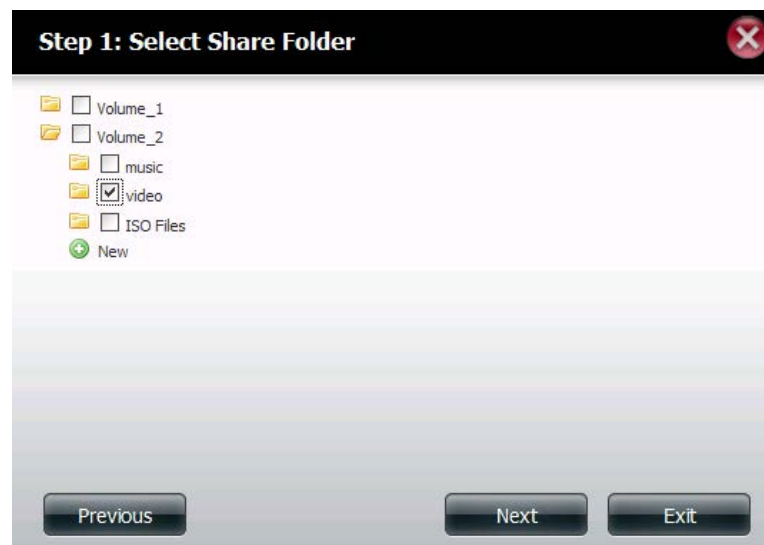 Step 1: Select Share Folder
Volume_1
Volume_2
music
video
ISO Files
New
Previous
Next
Exit